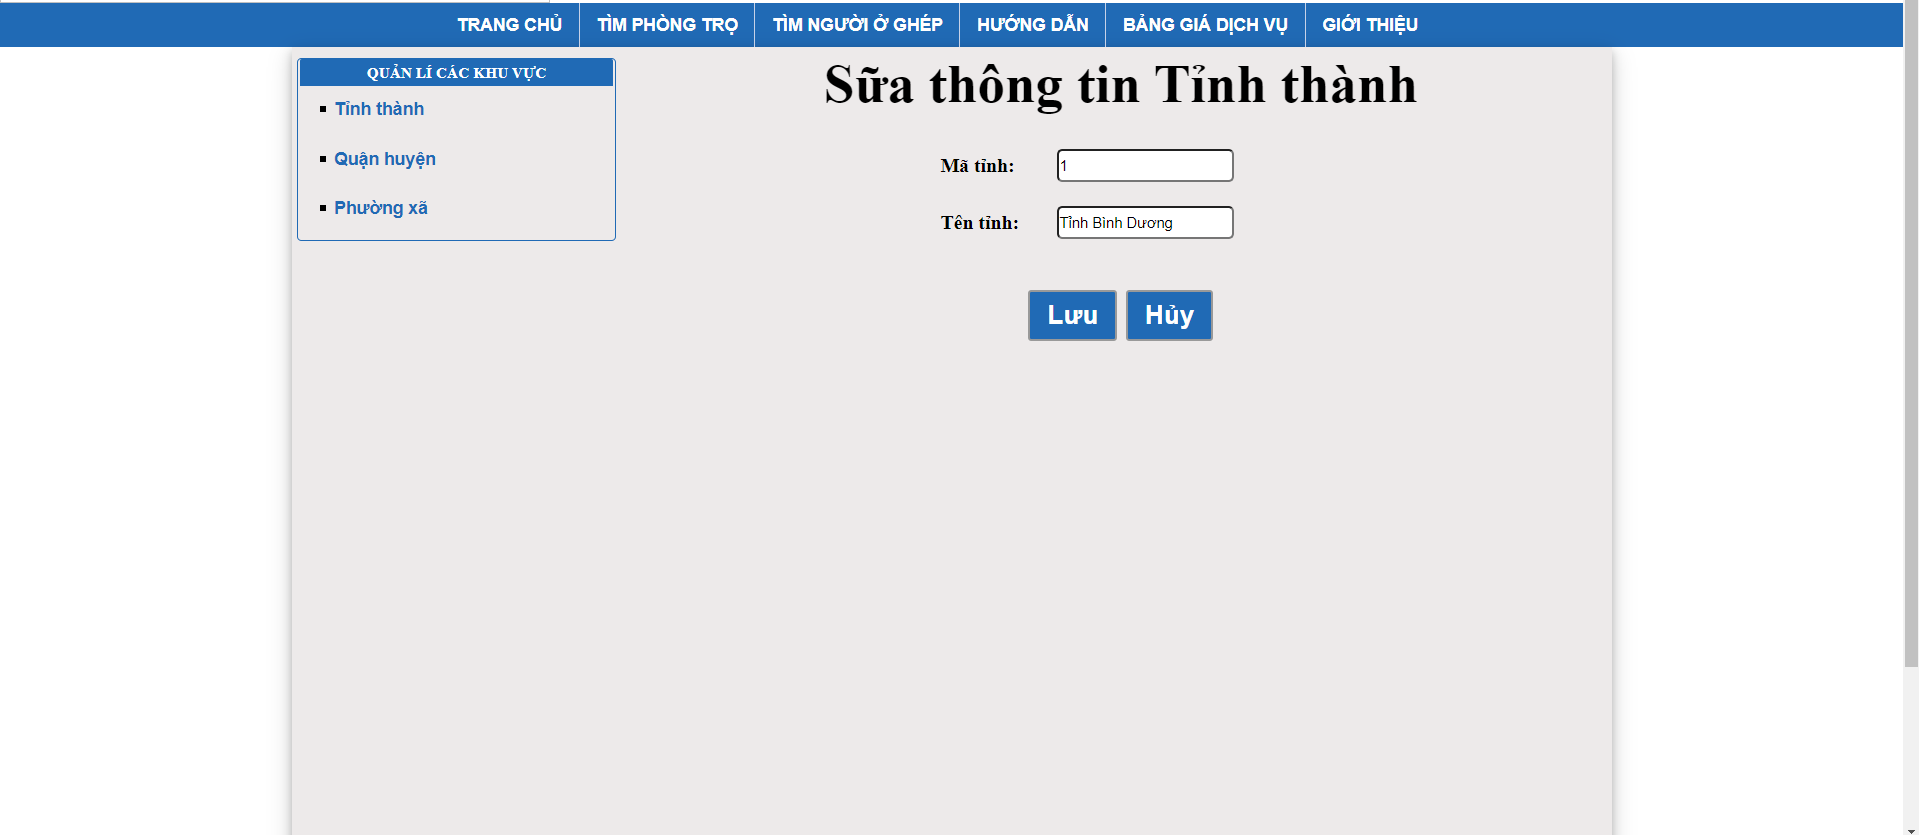 TRANG CHỦ TÌM PHÒNG TRỌ TÌM NGƯỜI Ở GHÉP HƯỚNG DẪN BẢNG GIÁ DỊCH VỤ GIỚI THIỆU
QUẢN LÍ CÁC KHU VỰC
Tỉnh thành
Quận huyện
Phường xã
Sữa thông tin Tỉnh thành
Mã tỉnh: 1
Tên tỉnh: Tỉnh Bình Dương
Lưu Hủy